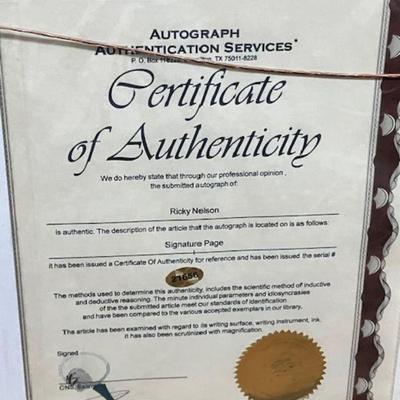 AUTOGRAPH
AUTHENTICATION SERVICES*
P. O. Box TX 75011-8228
Certificate
of Authenticity
We do hereby state that through our professional opinion ,
the submitted autograph of:
Ricky Nelson
is authentic. The description of the article that the autograph is located on is as follows:
Signature Page
it has been issued a Certificate Of Authenticity for reference and has been issued the serial #
21656
The methods used to determine this authenticity, includes the scientific method of inductive
and deductive reasoning. The minute individual parameters and idiosyncrasies
of the the submitted article meet our standards of identification
and have been compared to the various accepted exemplars in our library.
The article has been examined with regard to its writing surface, writing instrument, ink.
it has also been scrutinized with magnification.
Signed